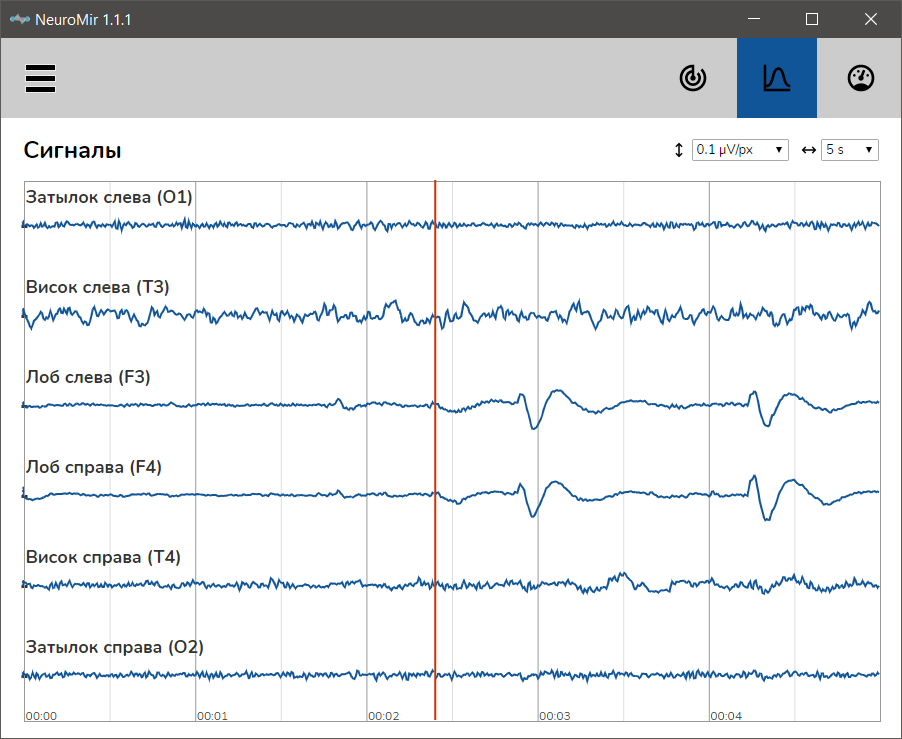 NeuroMir 1.1.1
Сигналы
0.1 µV/px
5 s
Затылок слева (O1)
Висок слева (T3)
Лоб слева (F3)
Лоб справа (F4)
Висок справа (T4)
Затылок справа (O2)
00:00 00:01 00:02 00:03 00:04